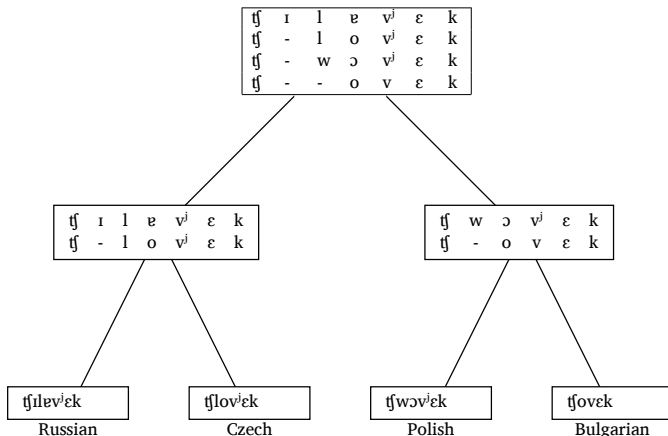 ʧ ɪ l ɐ vʲ ɛ k
ʧ - l o vʲ ɛ k
ʧ - w ɔ vʲ ɛ k
ʧ - - o v ɛ k
ʧ ɪ l ɐ vʲ ɛ k
ʧ - l o vʲ ɛ k
ʧ w ɔ vʲ ɛ k
ʧ - o v ɛ k
ʧɪlɐvʲɛk
ʧlovʲɛk
ʧwɔvʲɛk
ʧovɛk
Russian
Czech
Polish
Bulgarian